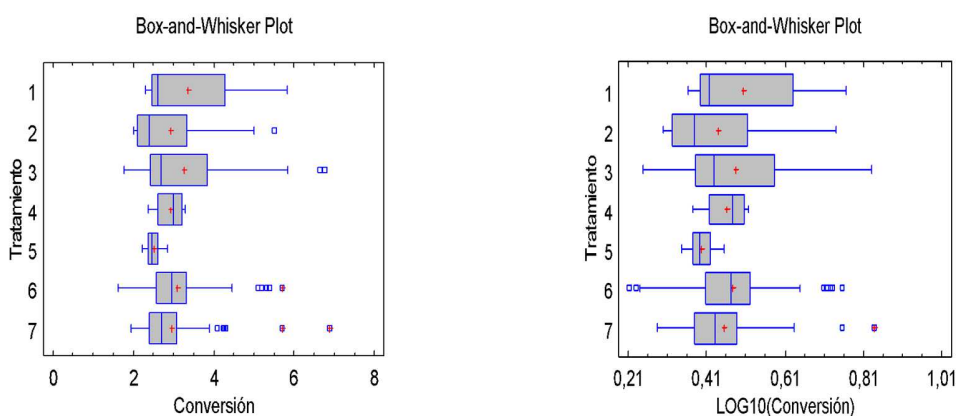 Box-and-Whisker Plot
Tratamiento
1
2
3
4
5
6
7
0 2 4 6 8
Conversión
Box-and-Whisker Plot
Tratamiento
1
2
3
4
5
6
7
0,21 0,41 0,61 0,81 1,01
LOG10(Conversión)